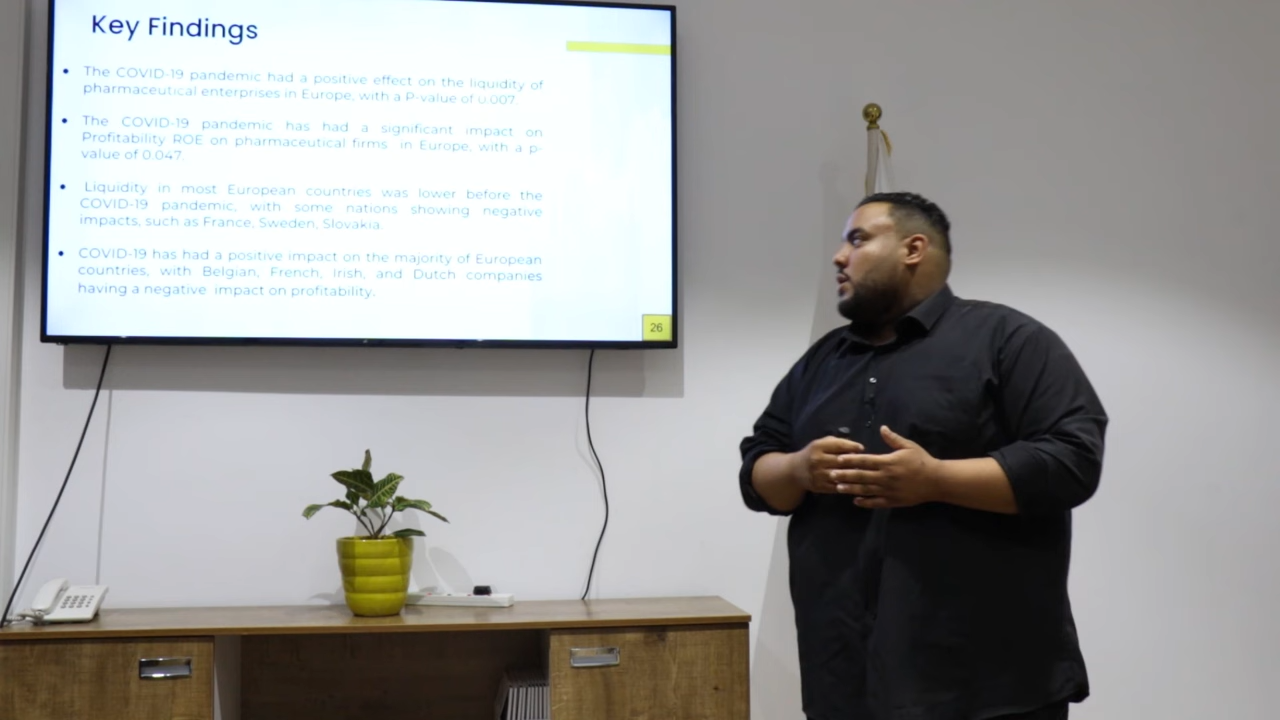 Key Findings
• The COVID-19 pandemic had a positive effect on the liquidity of
pharmaceutical enterprises in Europe, with a P-value of 0.007.
• The COVID-19 pandemic has had a significant impact on
Profitability ROE on pharmaceutical firms in Europe, with a p-
value of 0.047.
• Liquidity in most European countries was lower before the
COVID-19 pandemic, with some nations showing negative
impacts, such as France, Sweden, Slovakia.
• COVID-19 has had a positive impact on the majority of European
countries, with Belgian, French, Irish, and Dutch companies
having a negative impact on profitability.
26